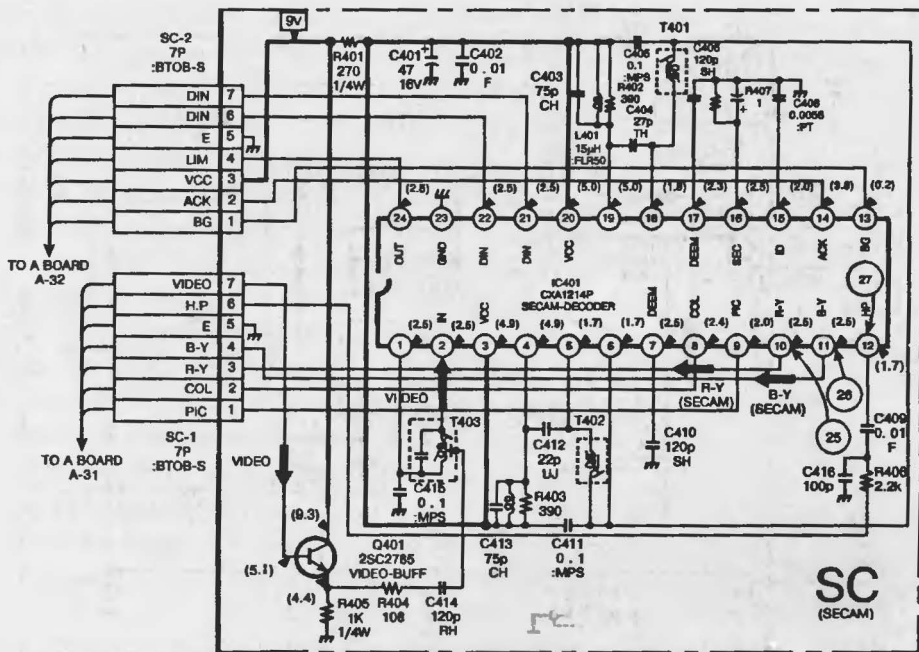 9V
SC-2
7P
:BTOB-S
DIN 7
DIN 6
E 5
LIM 4
VCC 3
ACK 2
BG 1
TO A BOARD
A-32
VIDEO 7
H.P 6
E 5
B-Y 4
R-Y 3
COL 2
PIC 1
SC-1
7P
:BTOB-S
TO A BOARD
A-31
VIDEO
R401
270
1/4W
C401
+
47
16V
C402
0.01
F
C403
75p
CH
L401
15μH
:FLR50
C405
0.1
:MPS
R402
390
C404
27p
TH
T401
120p
SH
R407
1
+
0.0056
:PT
(2.5) (2.5) (2.5) (5.0) (5.0) (1.8) (2.3) (2.5) (2.0) (3.8) (0.2)
24 23 22 21 20 19 18 17 16 15 14 13
OUT GND DIN DIN VCC DEEM SEC ID ACK BG
27
IC401
CXA1214P
SECAM-DECODER
IN VCC DEEM COL PIC R-Y B-Y HP
(2.5) (2.5) (4.9) (4.9) (1.7) (1.7) (2.5) (2.4) (2.0) (2.5) (2.5)
1 2 3 4 5 6 7 8 9 10 11 12
(1.7)
VIDEO
R-Y
(SECAM)
B-Y
(SECAM)
25
26
T403
C415
0.1
:MPS
C412
22p
UJ
T402
R403
390
C413
75p
CH
C411
0.1
:MPS
C410
120p
SH
C409
0.01
F
C416
100p
2.2k
(9.3)
(4.4)
Q401
2SC2785
VIDEO-BUFF
R405
1K
1/4W
R404
C414
120p
RH
SC
(SECAM)